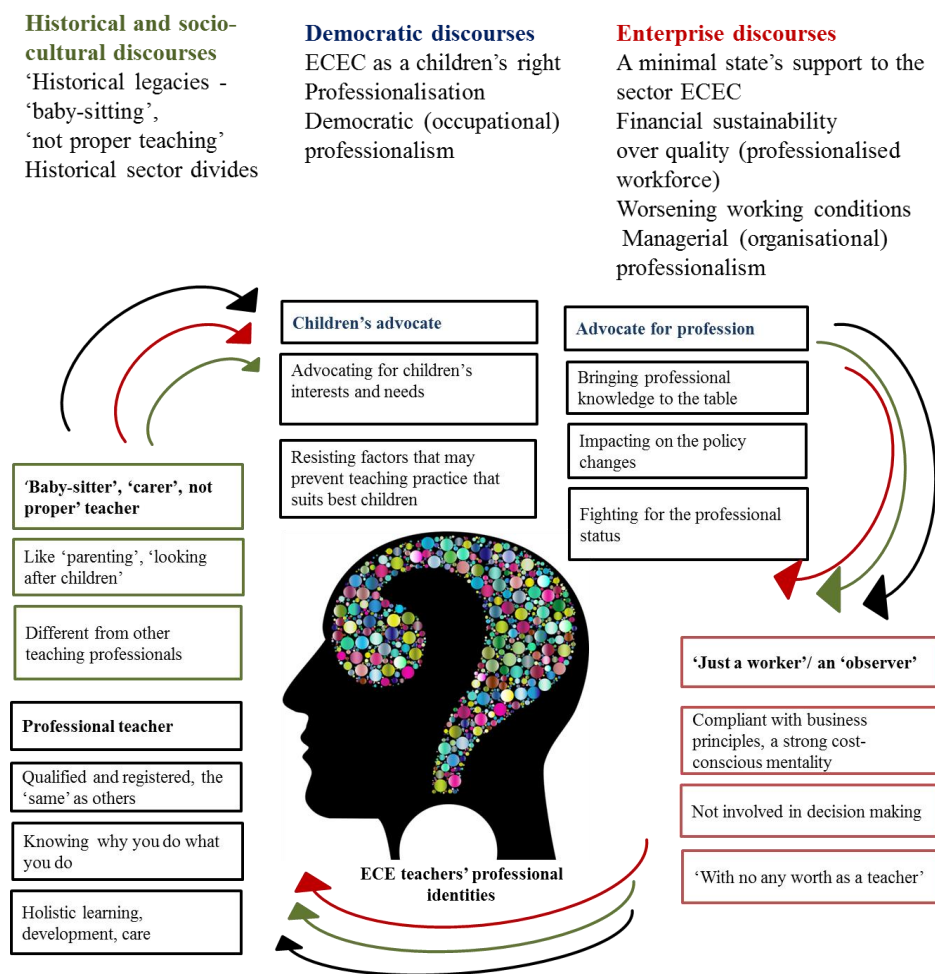 Historical and socio-
cultural discourses
‘Historical legacies -
‘baby-sitting’,
‘not proper teaching’
Historical sector divides
Democratic discourses
ECEC as a children’s right
Professionalisation
Democratic (occupational)
professionalism
Enterprise discourses
A minimal state’s support to the
sector ECEC
Financial sustainability
over quality (professionalised
workforce)
Worsening working conditions
Managerial (organisational)
professionalism
Children’s advocate
Advocating for children’s
interests and needs
Resisting factors that may
prevent teaching practice that
suits best children
Advocate for profession
Bringing professional
knowledge to the table
Impacting on the policy
changes
Fighting for the professional
status
‘Baby-sitter’, ‘carer’, not
proper’ teacher
Like ‘parenting’, ‘looking
after children’
Different from other
teaching professionals
Professional teacher
Qualified and registered, the
‘same’ as others
Knowing why you do what
you do
Holistic learning,
development, care
‘Just a worker’/ an ‘observer’
Compliant with business
principles, a strong cost-
conscious mentality
Not involved in decision making
‘With no any worth as a teacher’
ECE teachers’ professional
identities